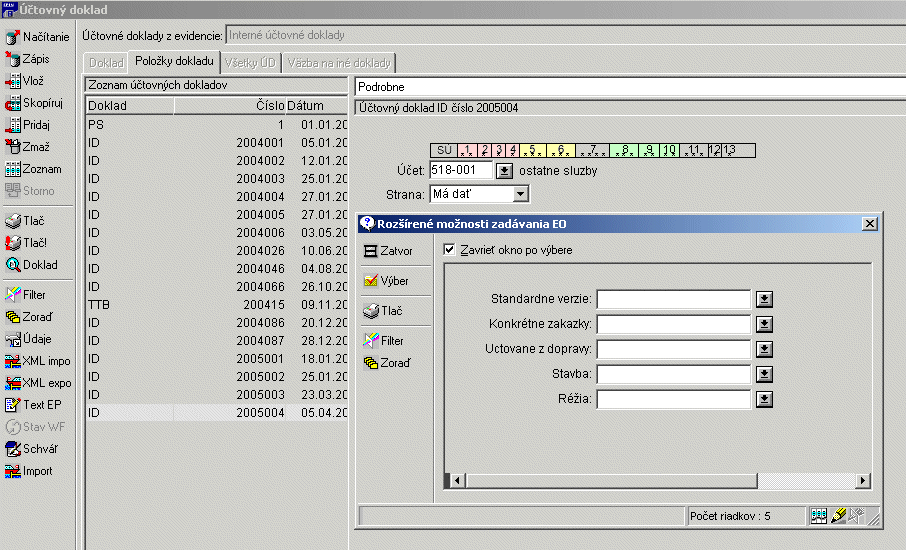 Účtovný doklad
Načítanie
Zápis
Vlož
Skopíruj
Pridaj
Zmaž
Zoznam
Storno
Tlač
Tlač!
Doklad
Filter
Zoraď
Údaje
XML impo
XML expo
Text EP
Stav WF
Schváľ
Import
Účtovné doklady z evidencie: Interné účtovné doklady
Doklad Položky dokladu Všetky ÚD Väzba na iné doklady
Zoznam účtovných dokladov
Doklad Číslo Dátum
PS 1 01.01.20
ID 2004001 05.01.20
ID 2004002 12.01.20
ID 2004003 25.01.20
ID 2004004 27.01.20
ID 2004005 27.01.20
ID 2004006 03.05.20
ID 2004026 10.06.20
ID 2004046 04.08.20
ID 2004066 26.10.20
TTB 200415 09.11.20
ID 2004086 20.12.20
ID 2004087 28.12.20
ID 2005001 18.01.20
ID 2005002 25.01.20
ID 2005003 23.03.20
ID 2005004 05.04.20
Podrobne
Účtovný doklad ID číslo 2005004
SÚ 1 2 3 4 5 6 7 8 9 10 11 12 13
Účet: 518-001 ostatne sluzby
Strana: Má dať
Rozšírené možnosti zadávania EO
Zatvor
Výber
Tlač
Filter
Zoraď
Zavrieť okno po výbere
Standardne verzie:
Konkrétne zakazky:
Uctovane z dopravy:
Stavba:
Réžia:
Počet riadkov : 5